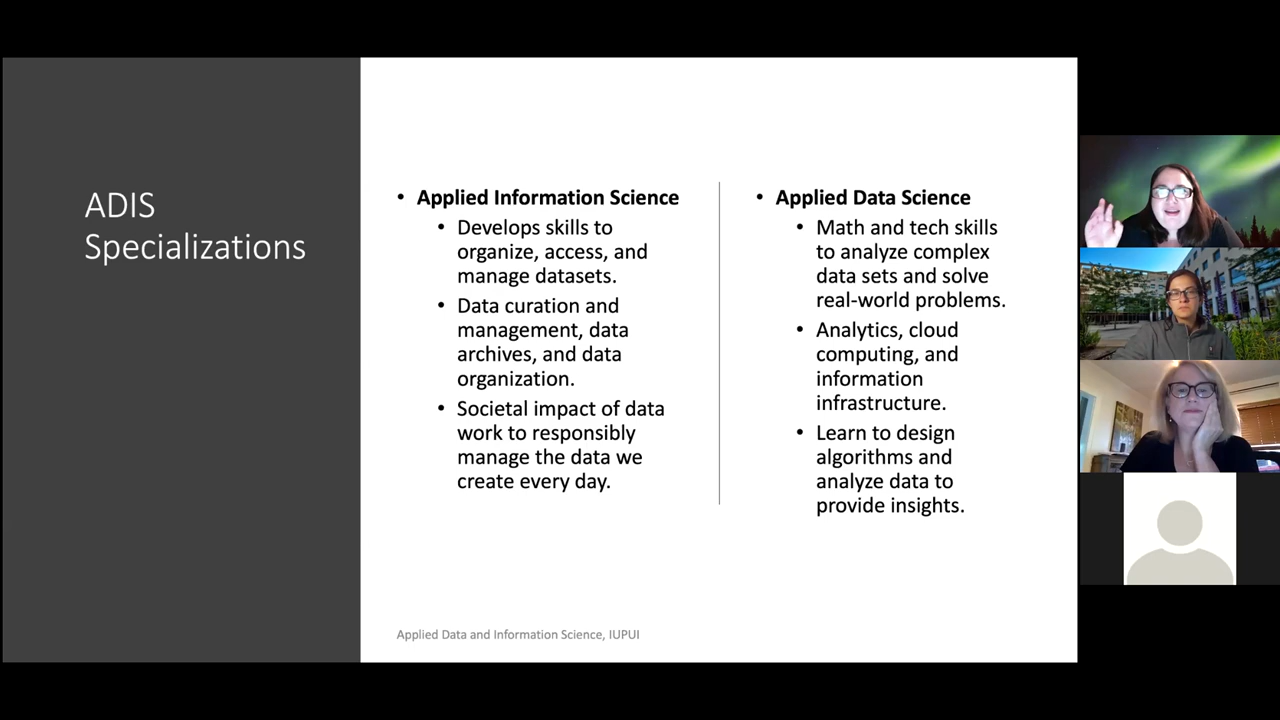 ADIS
Specializations
• Applied Information Science
• Develops skills to
organize, access, and
manage datasets.
• Data curation and
management, data
archives, and data
organization.
• Societal impact of data
work to responsibly
manage the data we
create every day.
• Applied Data Science
• Math and tech skills
to analyze complex
data sets and solve
real-world problems.
• Analytics, cloud
computing, and
information
infrastructure.
• Learn to design
algorithms and
analyze data to
provide insights.
Applied Data and Information Science, IUPUI